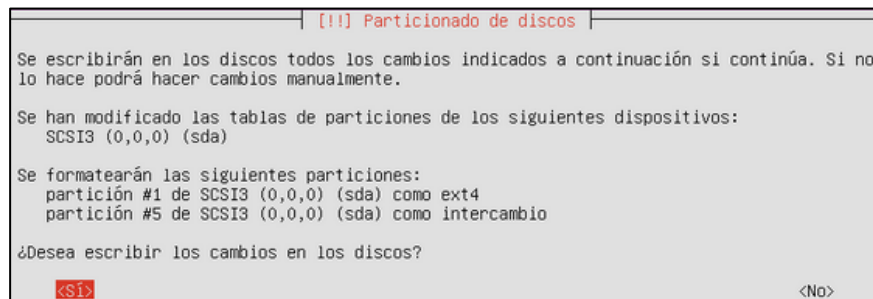 [!!] Particionado de discos
Se escribirán en los discos todos los cambios indicados a continuación si continúa. Si no
lo hace podrá hacer cambios manualmente.
Se han modificado las tablas de particiones de los siguientes dispositivos:
SCSI3 (0,0,0) (sda)
Se formatearán las siguientes particiones:
partición #1 de SCSI3 (0,0,0) (sda) como ext4
partición #5 de SCSI3 (0,0,0) (sda) como intercambio
¿Desea escribir los cambios en los discos?
<Sí> <No>